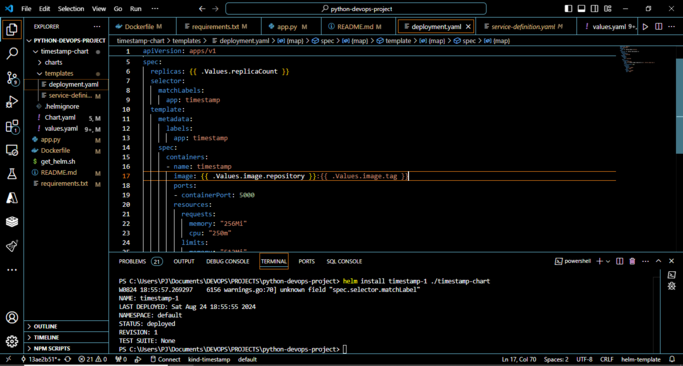 File Edit Selection View Go Run ··· python-devops-project
EXPLORER
PYTHON-DEVOPS-PROJECT
timestamp-chart
charts
templates
deployment.yaml
service-defini... M
.helmignore
Chart.yaml 5, M
values.yaml 9+, M
app.py M
Dockerfile M
get_helm.sh
README.md M
requirements.txt M
OUTLINE
TIMELINE
NPM SCRIPTS
Dockerfile M requirements.txt M app.py M README.md M deployment.yaml service-definition.yaml M values.yaml 9+, M
timestamp-chart > templates > deployment.yaml > {} (map) > spec > {} (map) > template > {} (map) > spec > {} (map)
1 apiVersion: apps/v1
5 spec:
6 replicas: {{ .Values.replicaCount }}
7 selector:
8 matchLabels:
9 app: timestamp
10 template:
11 metadata:
12 labels:
13 app: timestamp
14 spec:
15 containers:
16 - name: timestamp
17 image: {{ .Values.image.repository }}:{{ .Values.image.tag }}
18 ports:
19 - containerPort: 5000
20 resources:
21 requests:
22 memory: "256Mi"
23 cpu: "250m"
24 limits:
PROBLEMS 21 OUTPUT DEBUG CONSOLE TERMINAL PORTS SQL CONSOLE powershell
PS C:\Users\PJ\Documents\DEVOPS\PROJECTS\python-devops-project> helm install timestamp-1 ./timestamp-chart
W0824 18:55:57.269297 6156 warnings.go:70] unknown field "spec.selector.matchLabel"
NAME: timestamp-1
LAST DEPLOYED: Sat Aug 24 18:55:55 2024
NAMESPACE: default
STATUS: deployed
REVISION: 1
TEST SUITE: None
PS C:\Users\PJ\Documents\DEVOPS\PROJECTS\python-devops-project>
13ae2b51*+ 21 0 0 Connect kind-timestamp default Ln 17, Col 70 Spaces: 2 UTF-8 CRLF helm-template